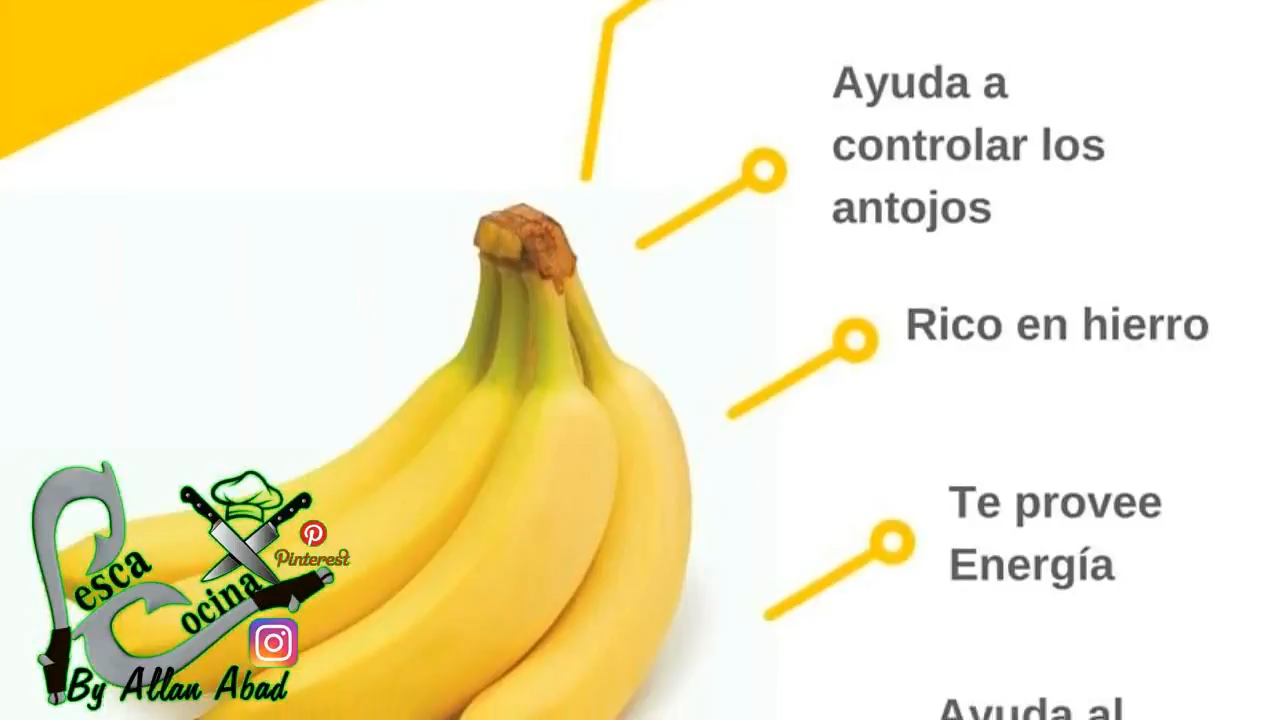 Ayuda a
controlar los
antojos
Rico en hierro
Te provee
Energía
Ayuda al
Pesca
Cocina
Pinterest
By Allan Abad